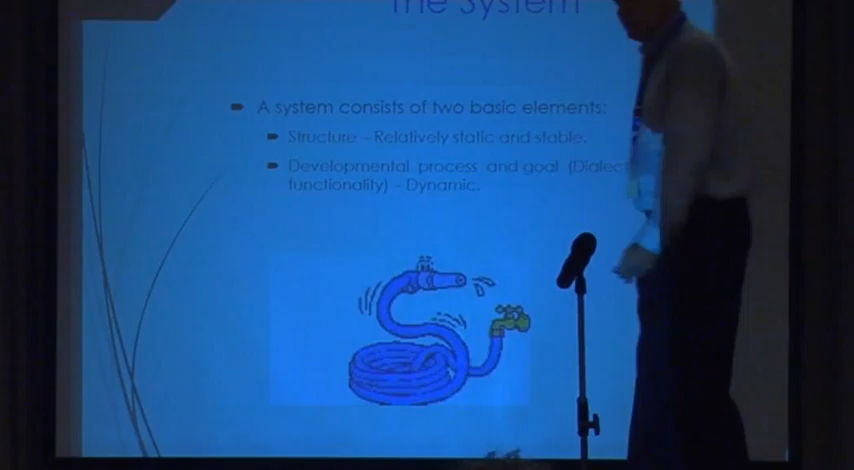 The System
A system consists of two basic elements:
Structure – Relatively static and stable.
Developmental process and goal (Dialect
functionality) - Dynamic.